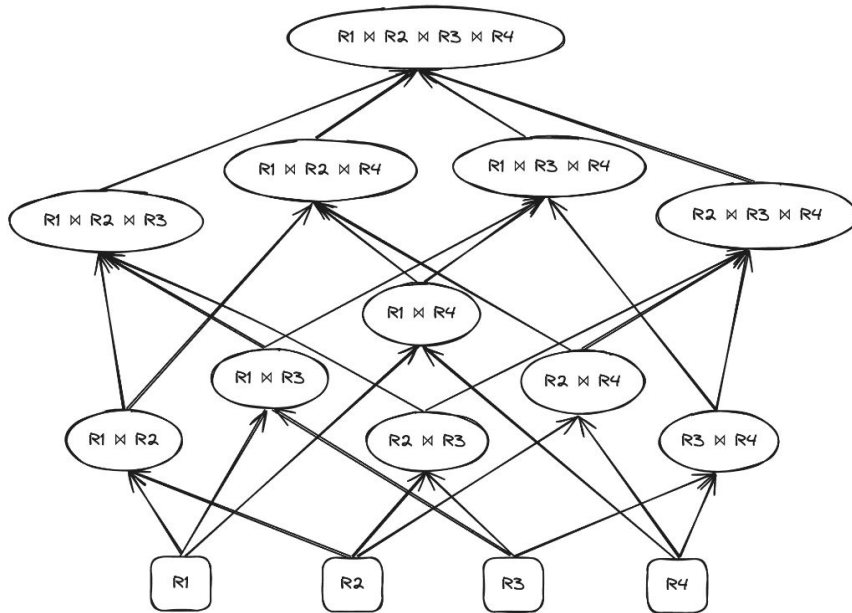 R1 ⋈ R2 ⋈ R3 ⋈ R4
R1 ⋈ R2 ⋈ R4
R1 ⋈ R3 ⋈ R4
R1 ⋈ R2 ⋈ R3
R2 ⋈ R3 ⋈ R4
R1 ⋈ R4
R1 ⋈ R3
R2 ⋈ R4
R1 ⋈ R2
R2 ⋈ R3
R3 ⋈ R4
R1
R2
R3
R4